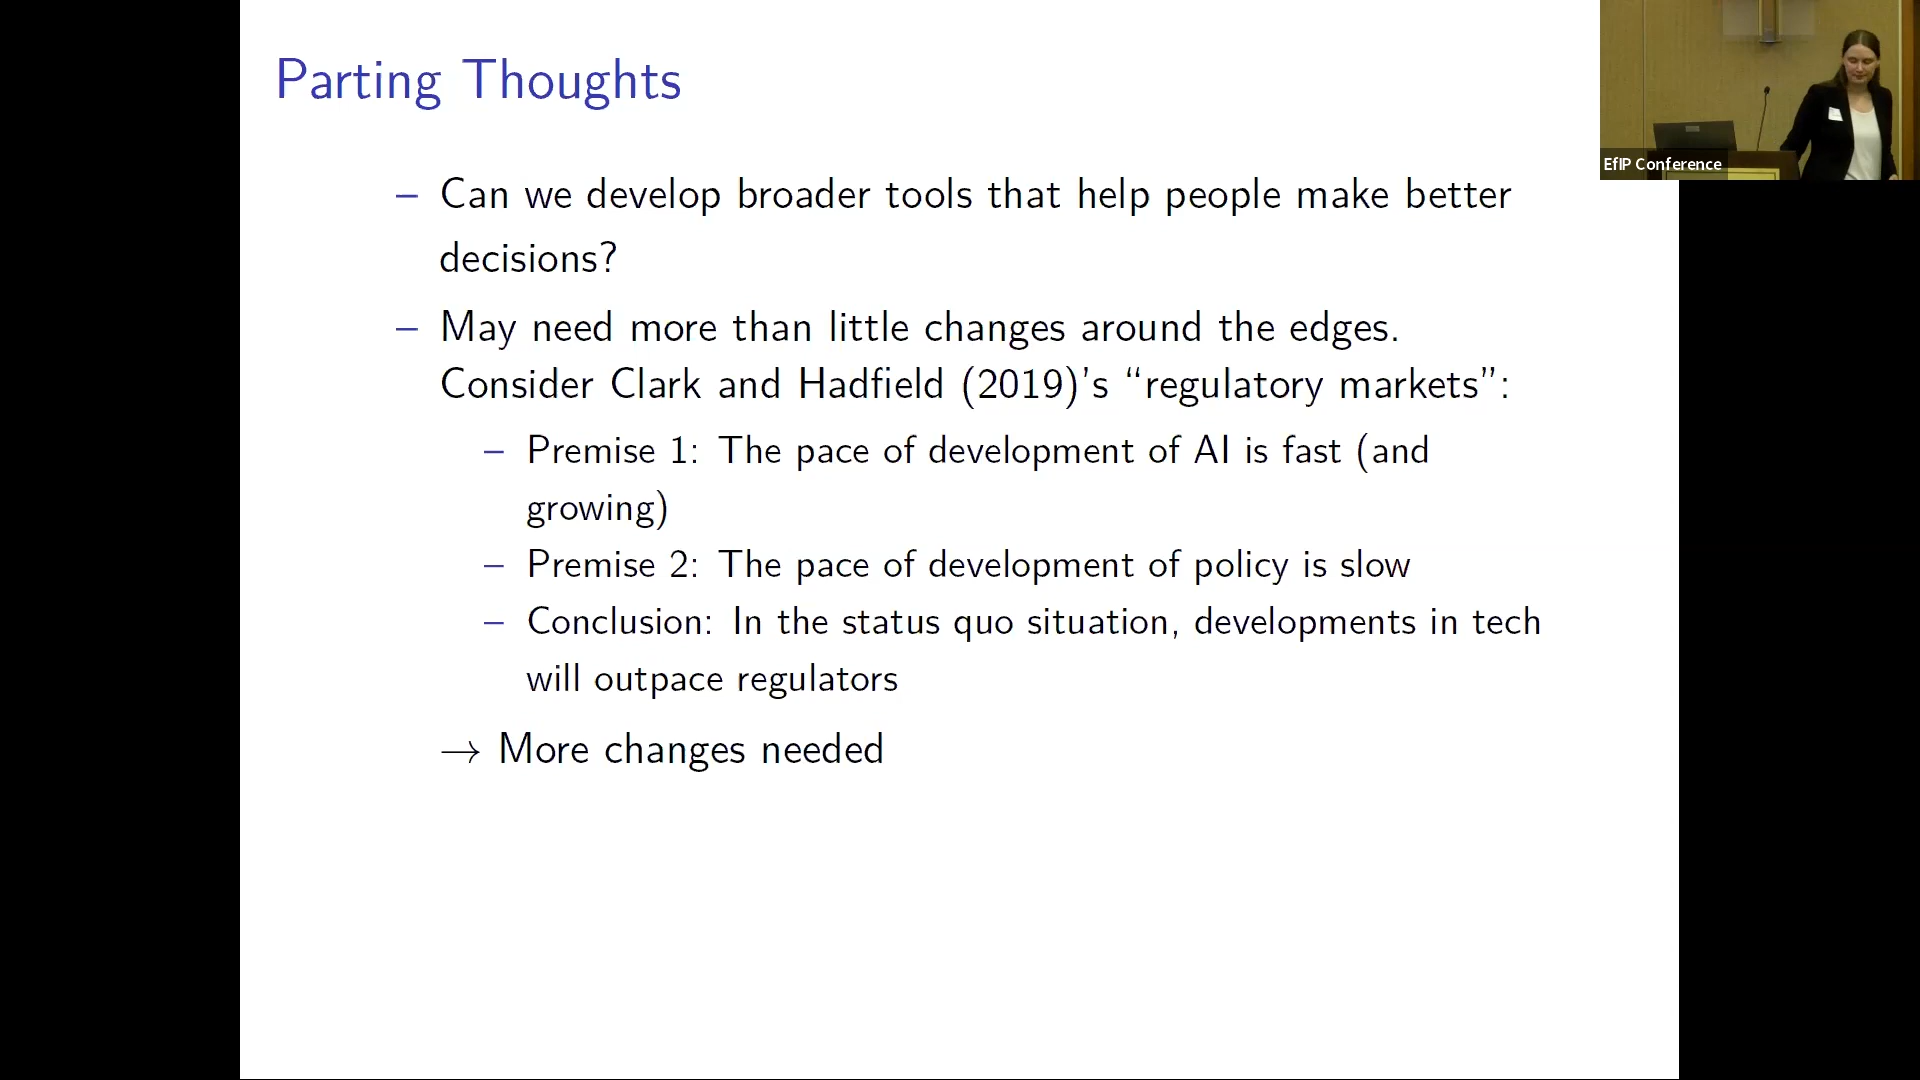 Parting Thoughts
– Can we develop broader tools that help people make better
decisions?
– May need more than little changes around the edges.
Consider Clark and Hadfield (2019)'s “regulatory markets”:
– Premise 1: The pace of development of AI is fast (and
growing)
– Premise 2: The pace of development of policy is slow
– Conclusion: In the status quo situation, developments in tech
will outpace regulators
→ More changes needed
EfIP Conference